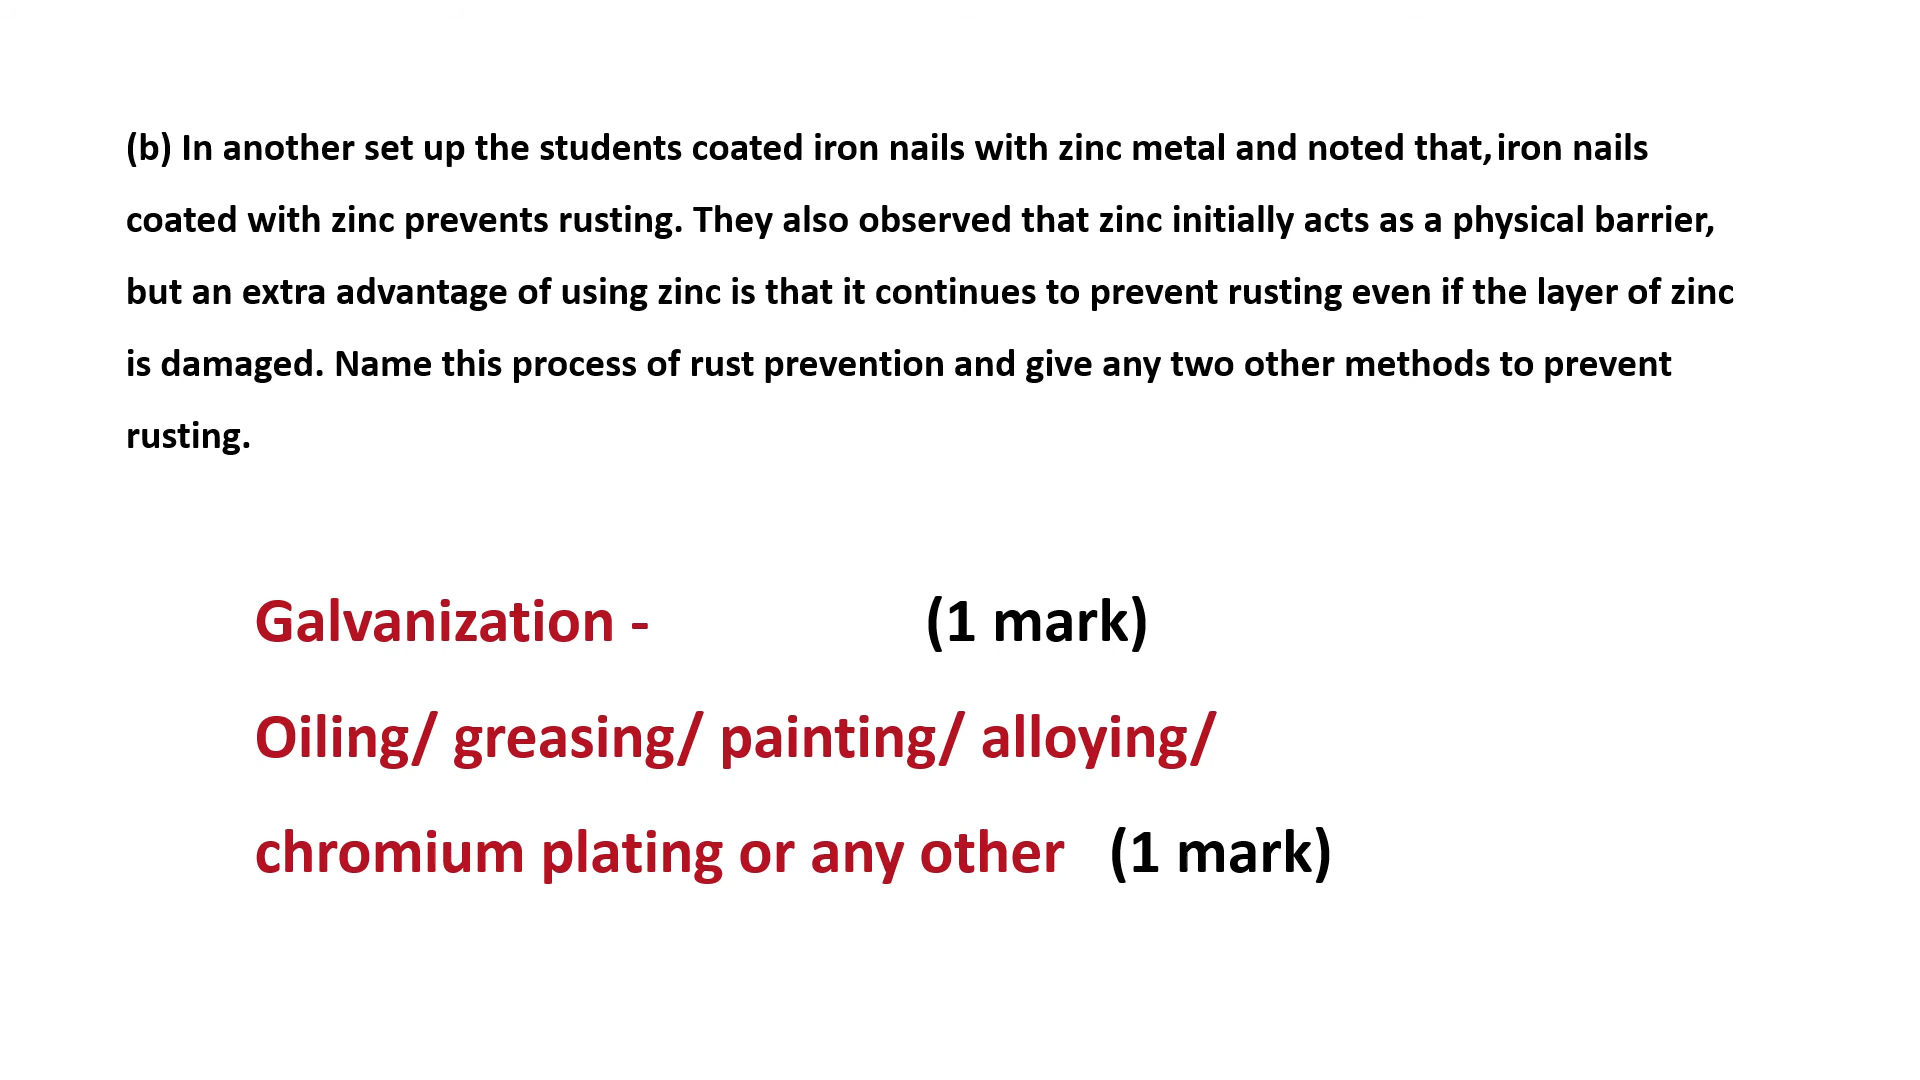 (b) In another set up the students coated iron nails with zinc metal and noted that, iron nails
coated with zinc prevents rusting. They also observed that zinc initially acts as a physical barrier,
but an extra advantage of using zinc is that it continues to prevent rusting even if the layer of zinc
is damaged. Name this process of rust prevention and give any two other methods to prevent
rusting.
Galvanization - (1 mark)
Oiling/ greasing/ painting/ alloying/
chromium plating or any other (1 mark)